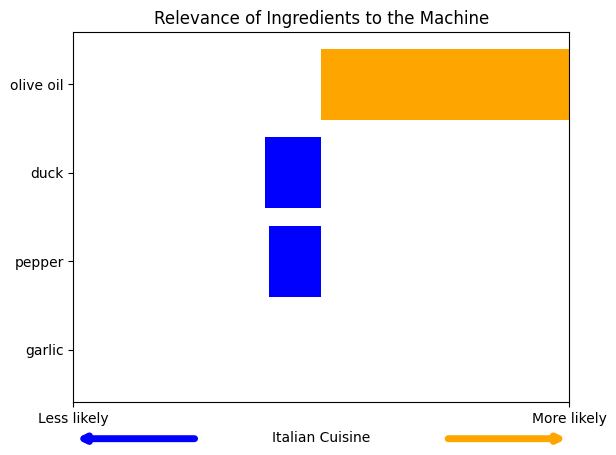 Relevance of Ingredients to the Machine
olive oil
duck
pepper
garlic
Less likely
More likely
Italian Cuisine